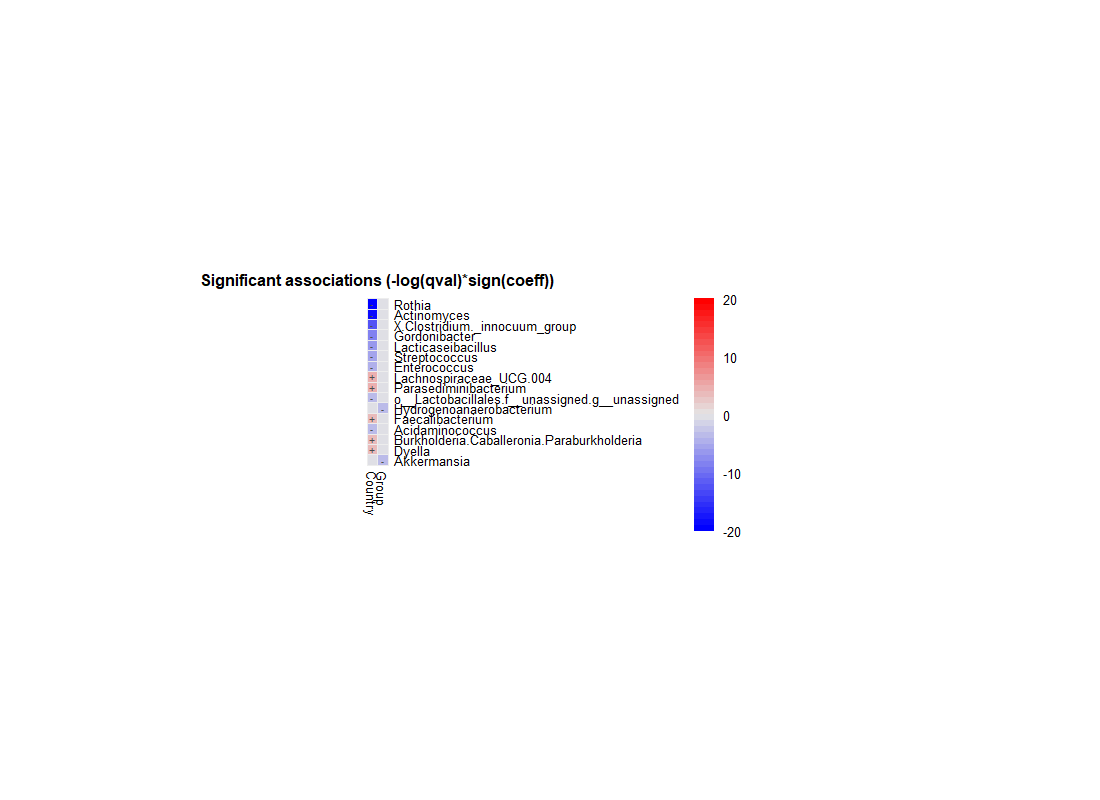 Significant associations (-log(qval)*sign(coeff))
- Rothia
- Actinomyces
- X.Clostridium._innocuum_group
- Gordonibacter
- Lacticaseibacillus
- Streptococcus
- Enterococcus
+ Lachnospiraceae_UCG.004
+ Parasediminibacterium
- o__Lactobacillales.f__unassigned.g__unassigned
- Hydrogenoanaerobacterium
+ Faecalibacterium
- Acidaminococcus
+ Burkholderia.Caballeronia.Paraburkholderia
+ Dyella
- Akkermansia
Country
Group
20
10
0
-10
-20